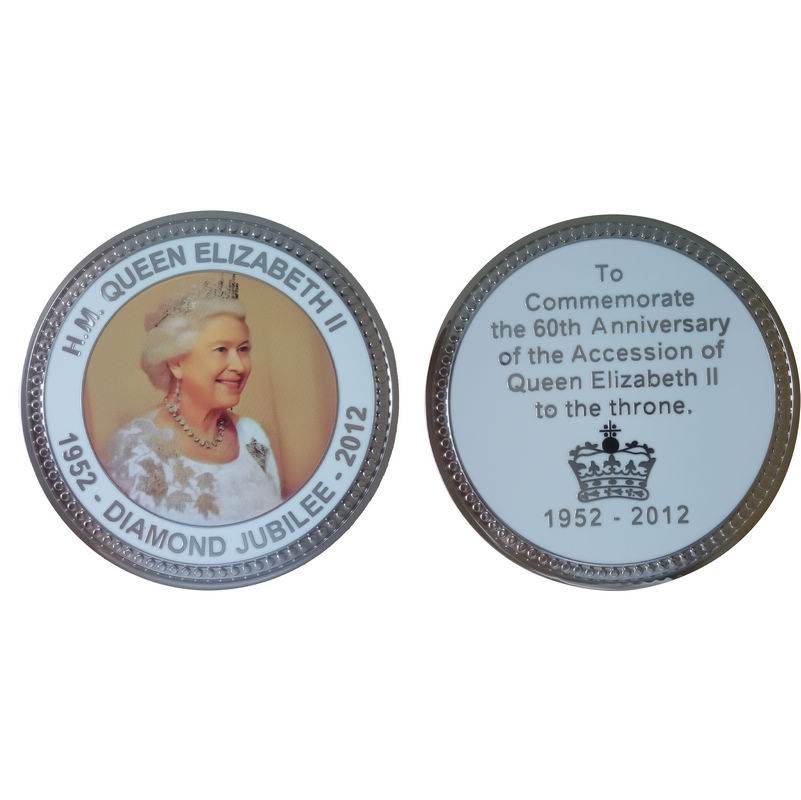 H.M. QUEEN ELIZABETH II
1952 - DIAMOND JUBILEE - 2012
To
Commemorate
the 60th Anniversary
of the Accession of
Queen Elizabeth II
to the throne.
1952 - 2012